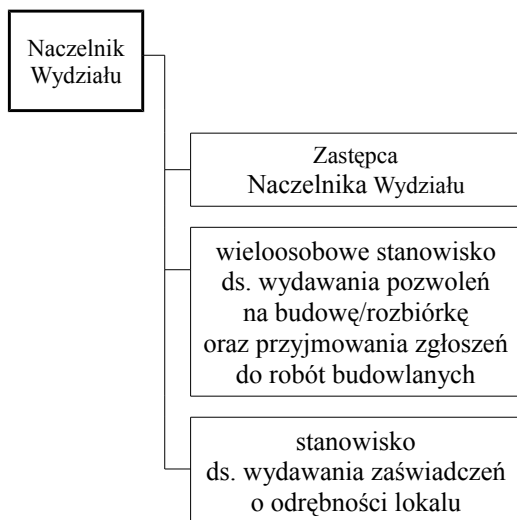 Naczelnik
Wydziału
Zastępca
Naczelnika Wydziału
wieloosobowe stanowisko
ds. wydawania pozwoleń
na budowę/rozbiórkę
oraz przyjmowania zgłoszeń
do robót budowlanych
stanowisko
ds. wydawania zaświadczeń
o odrębności lokalu